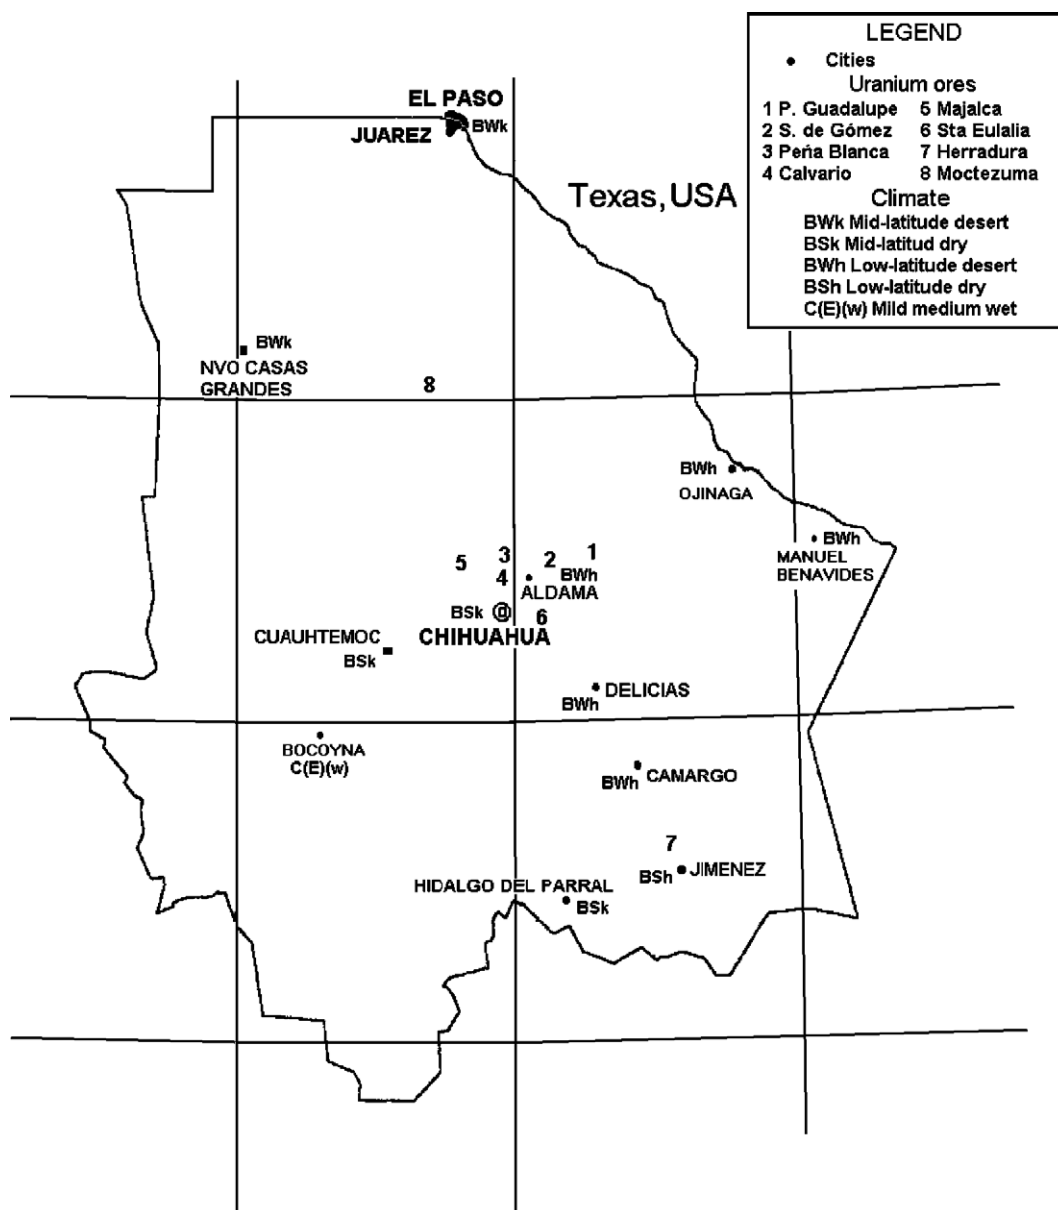 LEGEND
Cities
Uranium ores
1 P. Guadalupe 5 Majalca
2 S. de Gómez 6 Sta Eulalia
3 Peña Blanca 7 Herradura
4 Calvario 8 Moctezuma
Climate
BWk Mid-latitude desert
BSk Mid-latitud dry
BWh Low-latitude desert
BSh Low-latitude dry
C(E)(w) Mild medium wet
EL PASO
JUAREZ
BWk
Texas, USA
BWk
NVO CASAS
GRANDES
8
BWh
OJINAGA
BWh
MANUEL
BENAVIDES
5
3
2
1
4
BWh
ALDAMA
BSk
6
CHIHUAHUA
CUAUHTEMOC
BSk
DELICIAS
BWh
BOCOYNA
C(E)(w)
BWh
CAMARGO
7
BSh
JIMENEZ
HIDALGO DEL PARRAL
BSk